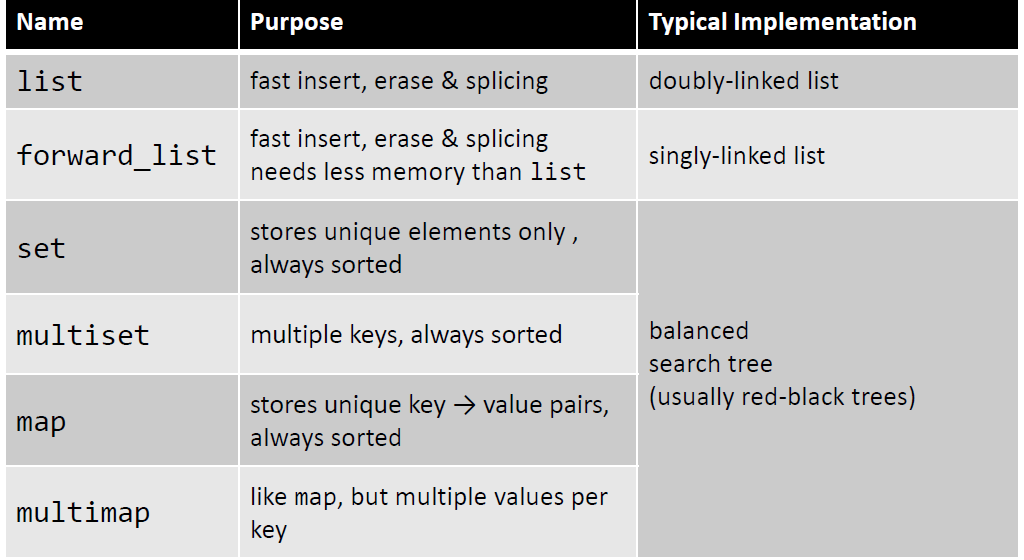 Name Purpose Typical Implementation
list fast insert, erase & splicing doubly-linked list
forward_list fast insert, erase & splicing
needs less memory than list singly-linked list
set stores unique elements only ,
always sorted
multiset multiple keys, always sorted
map stores unique key → value pairs,
always sorted
multimap like map, but multiple values per
key
balanced
search tree
(usually red-black trees)